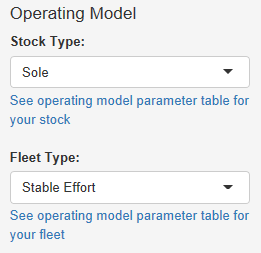 Operating Model
Stock Type:
Sole
See operating model parameter table for
your stock
Fleet Type:
Stable Effort
See operating model parameter table for
your fleet